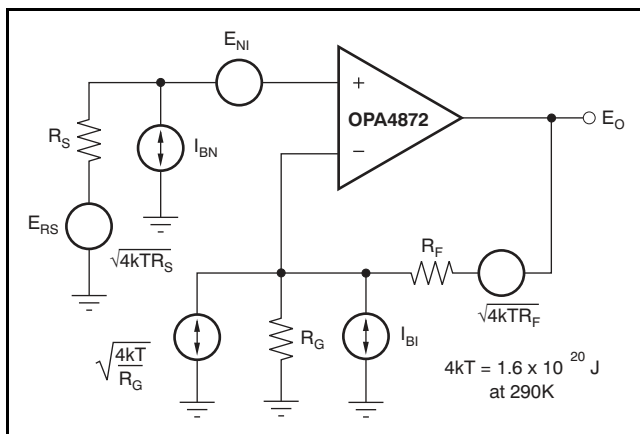 E_NI
+
OPA4872
−
E_O
R_S
I_BN
E_RS
√4kTR_S
R_F
√4kTR_F
√4kT/R_G
R_G
I_BI
4kT = 1.6 x 10 ^20 J
at 290K